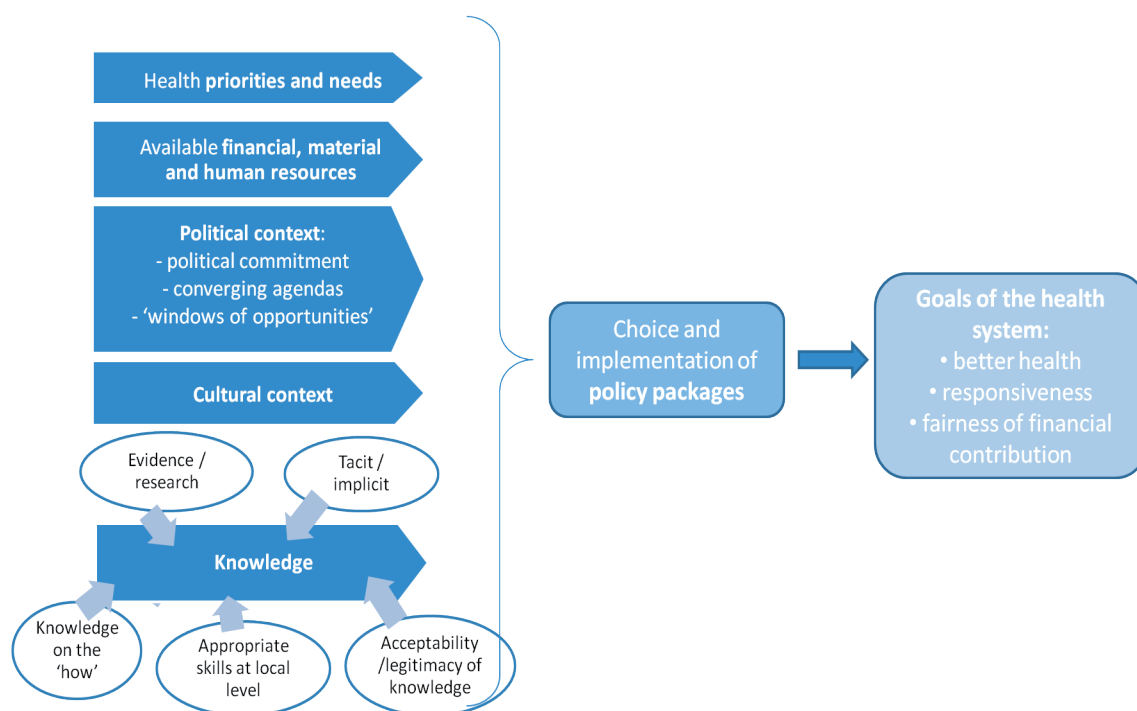 Health priorities and needs
Available financial, material
and human resources
Political context:
- political commitment
- converging agendas
- ‘windows of opportunities’
Cultural context
Evidence /
research
Tacit /
implicit
Knowledge
Knowledge
on the
‘how’
Appropriate
skills at local
level
Acceptability
/legitimacy of
knowledge
Choice and
implementation of
policy packages
Goals of the health
system:
• better health
• responsiveness
• fairness of financial
contribution